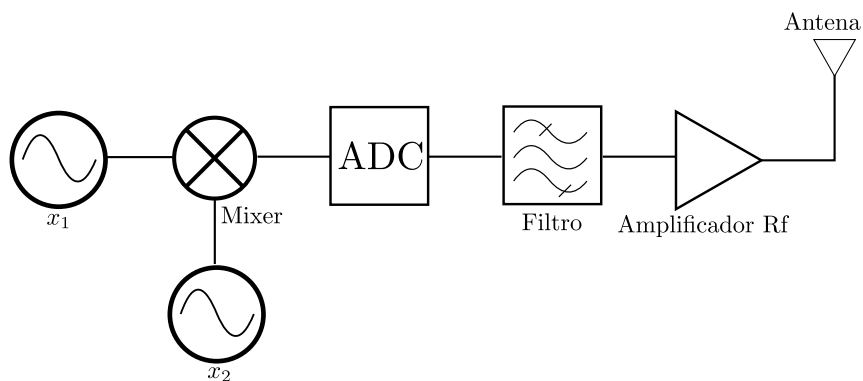 Antena
ADC
x₁
Mixer
Filtro
Amplificador Rf
x₂